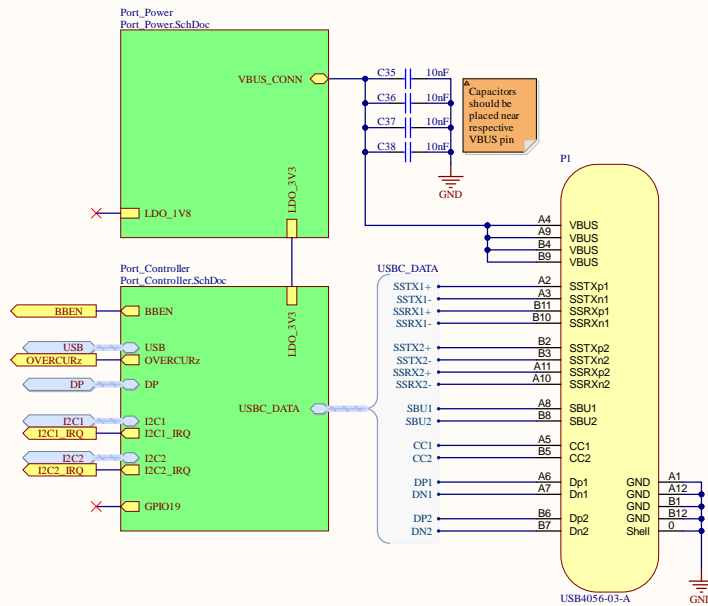 Port_Power
Port_Power.SchDoc
VBUS_CONN
LDO_1V8
LDO_3V3
C35 10nF
C36 10nF
C37 10nF
C38 10nF
Capacitors
should be
placed near
respective
VBUS pin
GND
Port_Controller
Port_Controller.SchDoc
LDO_3V3
BBEN BBEN
USB USB
OVERCURz OVERCURz
DP DP
I2C1 I2C1
I2C1_IRQ I2C1_IRQ
I2C2 I2C2
I2C2_IRQ I2C2_IRQ
GPIO19
USBC_DATA
USBC_DATA
SSTX1+
SSTX1-
SSRX1+
SSRX1-
SSTX2+
SSTX2-
SSRX2+
SSRX2-
SBU1
SBU2
CC1
CC2
DP1
DN1
DP2
DN2
P1
A4 VBUS
A9 VBUS
B4 VBUS
B9 VBUS
A2 SSTXp1
A3 SSTXn1
B11 SSRXp1
B10 SSRXn1
B2 SSTXp2
B3 SSTXn2
A11 SSRXp2
A10 SSRXn2
A8 SBU1
B8 SBU2
A5 CC1
B5 CC2
A6 Dp1
A7 Dn1
B6 Dp2
B7 Dn2
GND A1
GND A12
GND B1
GND B12
Shell 0
GND
USB4056-03-A